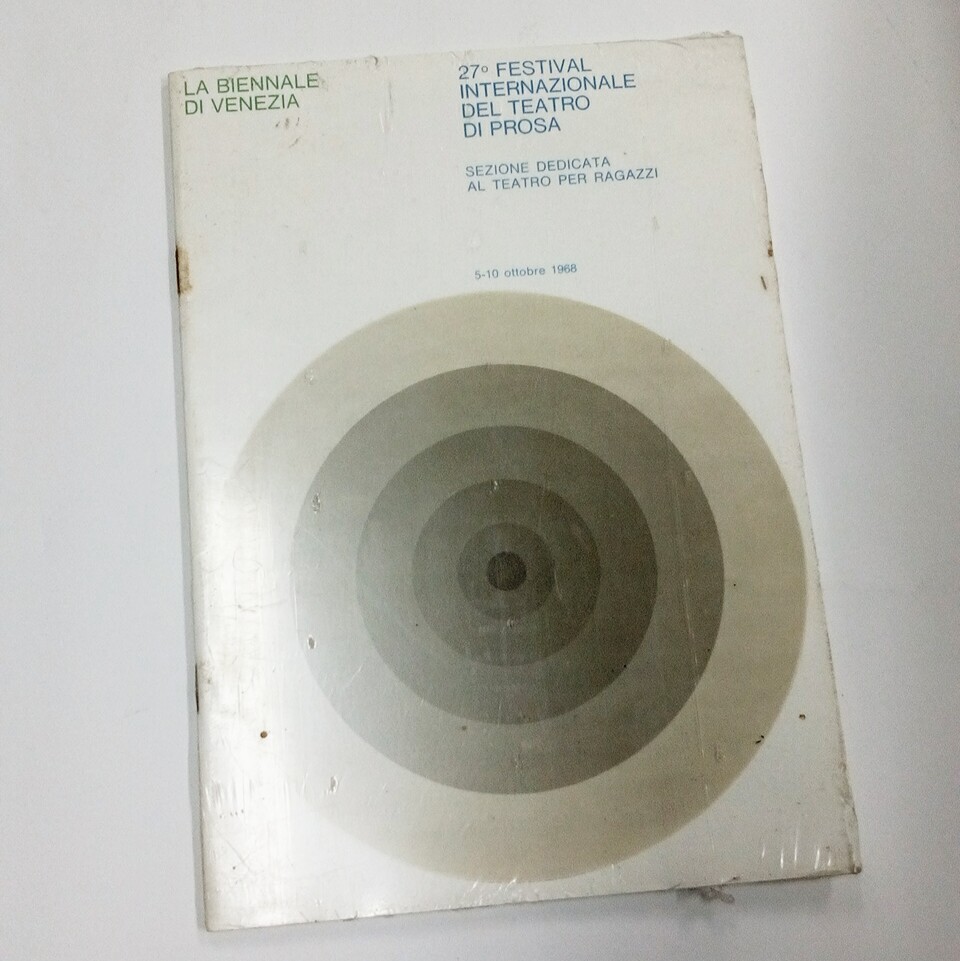 LA BIENNALE
DI VENEZIA
27° FESTIVAL
INTERNAZIONALE
DEL TEATRO
DI PROSA
SEZIONE DEDICATA
AL TEATRO PER RAGAZZI
5-10 ottobre 1968